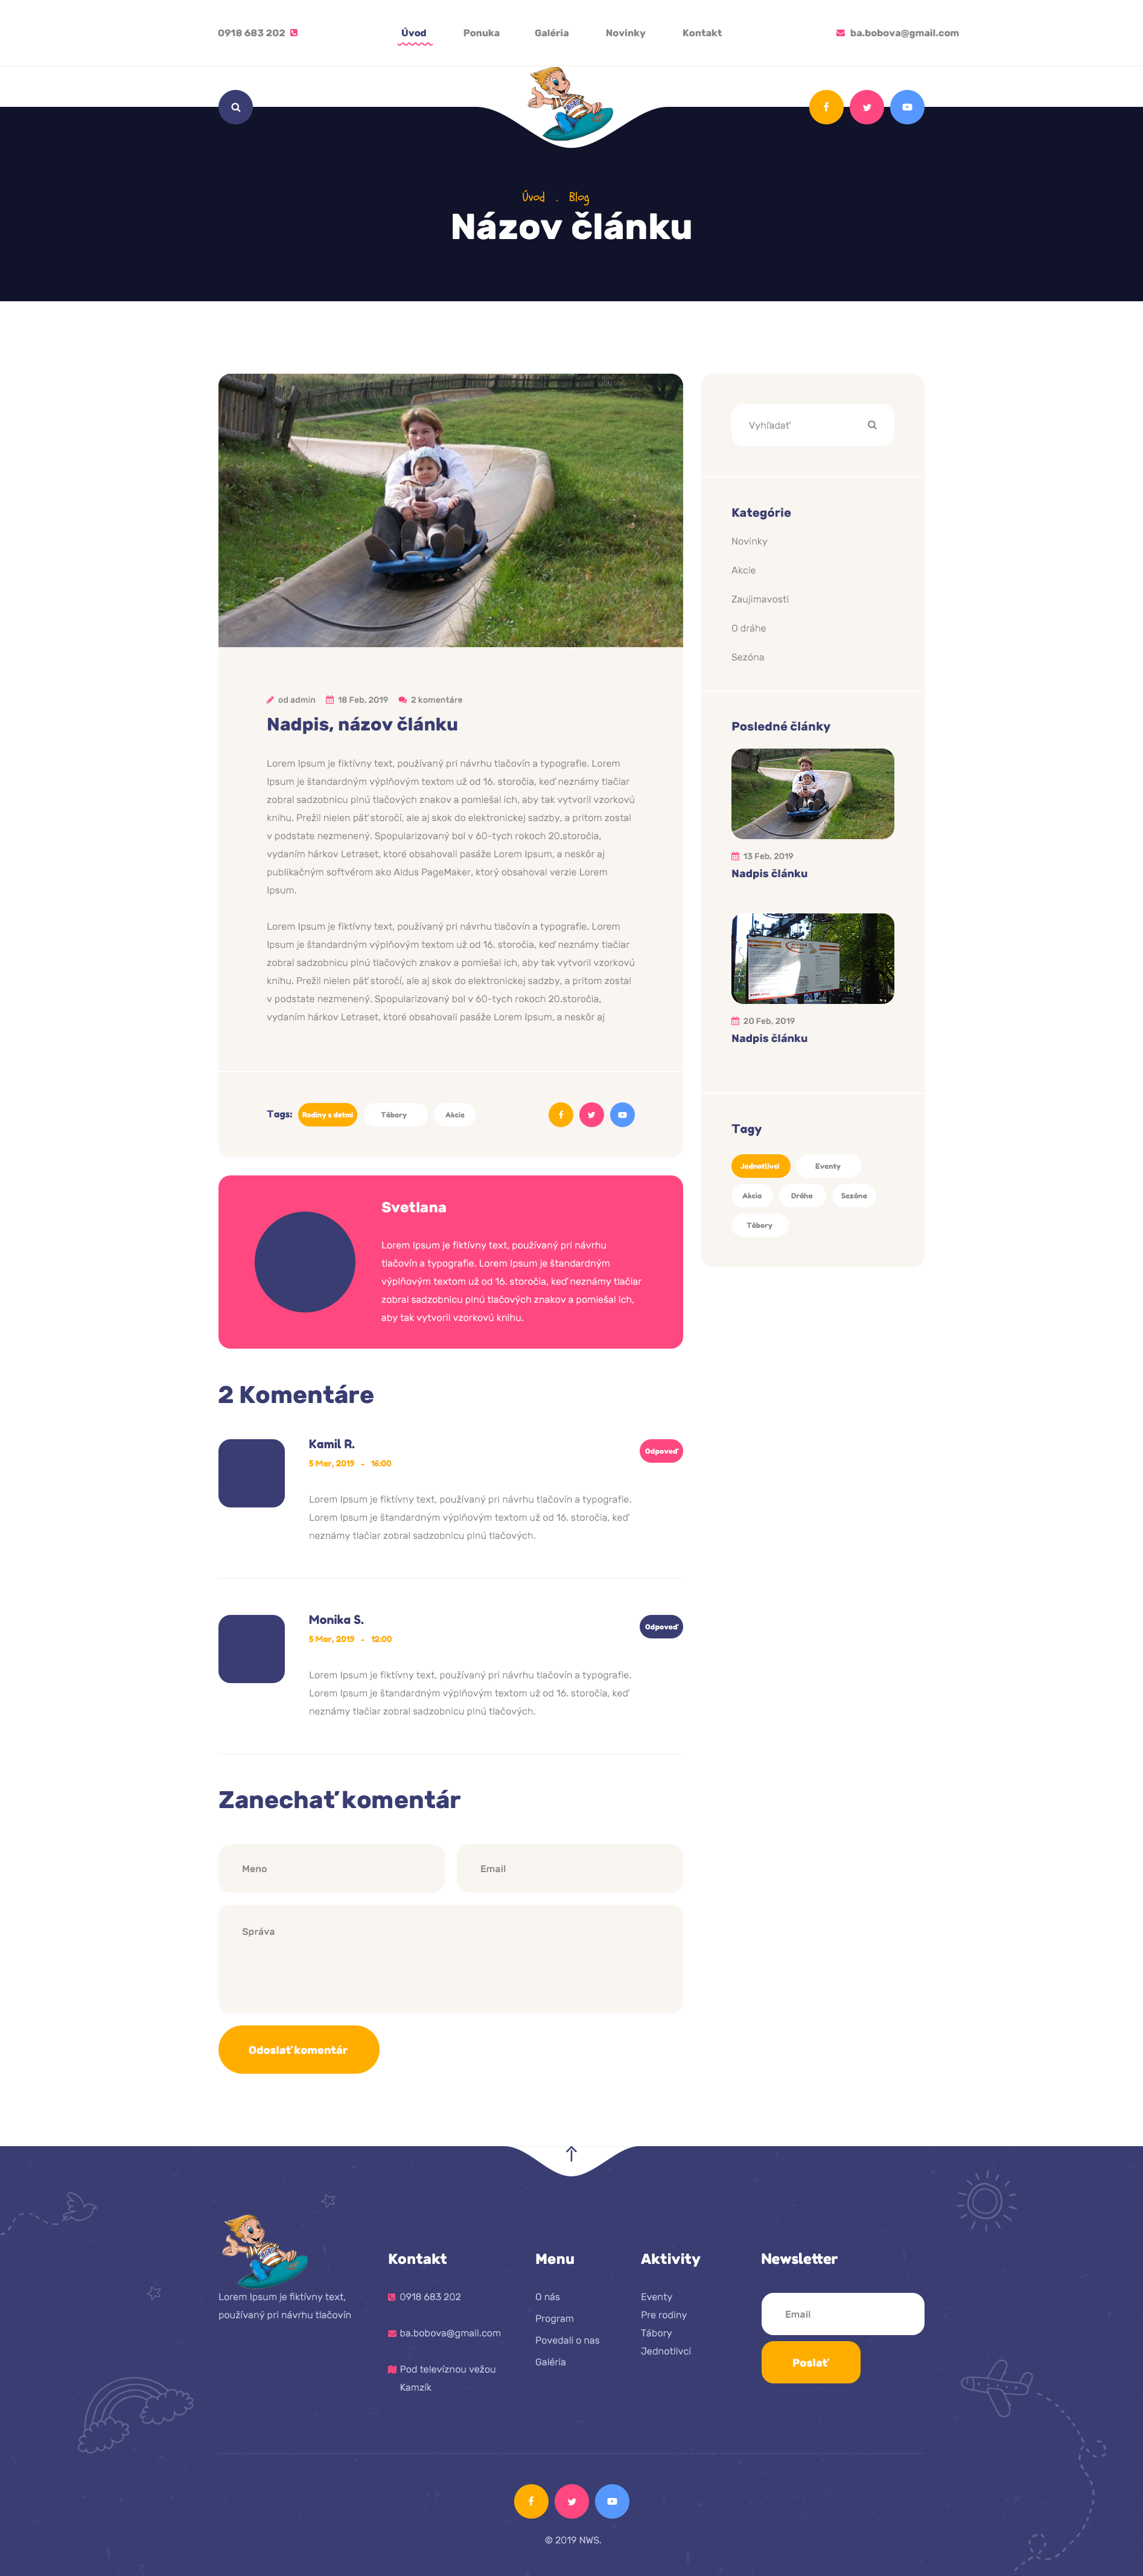 0918 683 202
Úvod
Ponuka
Galéria
Novinky
Kontakt
ba.bobova@gmail.com
Úvod . Blog
Názov článku
od admin
18 Feb, 2019
2 komentáre
Nadpis, názov článku
Lorem Ipsum je fiktívny text, používaný pri návrhu tlačovín a typografie. Lorem
Ipsum je štandardným výplňovým textom už od 16. storočia, keď neznámy tlačiar
zobral sadzobnicu plnú tlačových znakov a pomiešal ich, aby tak vytvoril vzorkovú
knihu. Prežil nielen päť storočí, ale aj skok do elektronickej sadzby, a pritom zostal
v podstate nezmenený. Spopularizovaný bol v 60-tych rokoch 20.storočia,
vydaním hárkov Letraset, ktoré obsahovali pasáže Lorem Ipsum, a neskôr aj
publikačným softvérom ako Aldus PageMaker, ktorý obsahoval verzie Lorem
Ipsum.
Lorem Ipsum je fiktívny text, používaný pri návrhu tlačovín a typografie. Lorem
Ipsum je štandardným výplňovým textom už od 16. storočia, keď neznámy tlačiar
zobral sadzobnicu plnú tlačových znakov a pomiešal ich, aby tak vytvoril vzorkovú
knihu. Prežil nielen päť storočí, ale aj skok do elektronickej sadzby, a pritom zostal
v podstate nezmenený. Spopularizovaný bol v 60-tych rokoch 20.storočia,
vydaním hárkov Letraset, ktoré obsahovali pasáže Lorem Ipsum, a neskôr aj
Tags:
Rodiny s detmi
Tábory
Akcie
Svetlana
Lorem Ipsum je fiktívny text, používaný pri návrhu
tlačovín a typografie. Lorem Ipsum je štandardným
výplňovým textom už od 16. storočia, keď neznámy tlačiar
zobral sadzobnicu plnú tlačových znakov a pomiešal ich,
aby tak vytvoril vzorkovú knihu.
2 Komentáre
Kamil R.
5 Mar, 2019 - 16:00
Odpoveď
Lorem Ipsum je fiktívny text, používaný pri návrhu tlačovín a typografie.
Lorem Ipsum je štandardným výplňovým textom už od 16. storočia, keď
neznámy tlačiar zobral sadzobnicu plnú tlačových.
Monika S.
5 Mar, 2019 - 12:00
Odpoveď
Lorem Ipsum je fiktívny text, používaný pri návrhu tlačovín a typografie.
Lorem Ipsum je štandardným výplňovým textom už od 16. storočia, keď
neznámy tlačiar zobral sadzobnicu plnú tlačových.
Zanechať komentár
Meno
Email
Správa
Odoslať komentár
Vyhľadať
Kategórie
Novinky
Akcie
Zaujimavosti
O dráhe
Sezóna
Posledné články
13 Feb, 2019
Nadpis článku
20 Feb, 2019
Nadpis článku
Tagy
Jednotlivci
Eventy
Akcia
Dráha
Sezóna
Tábory
Lorem Ipsum je fiktívny text,
používaný pri návrhu tlačovín
Kontakt
0918 683 202
ba.bobova@gmail.com
Pod televíznou vežou
Kamzík
Menu
O nás
Program
Povedali o nas
Galéria
Aktivity
Eventy
Pre rodiny
Tábory
Jednotlivci
Newsletter
Email
Poslať
© 2019 NWS.